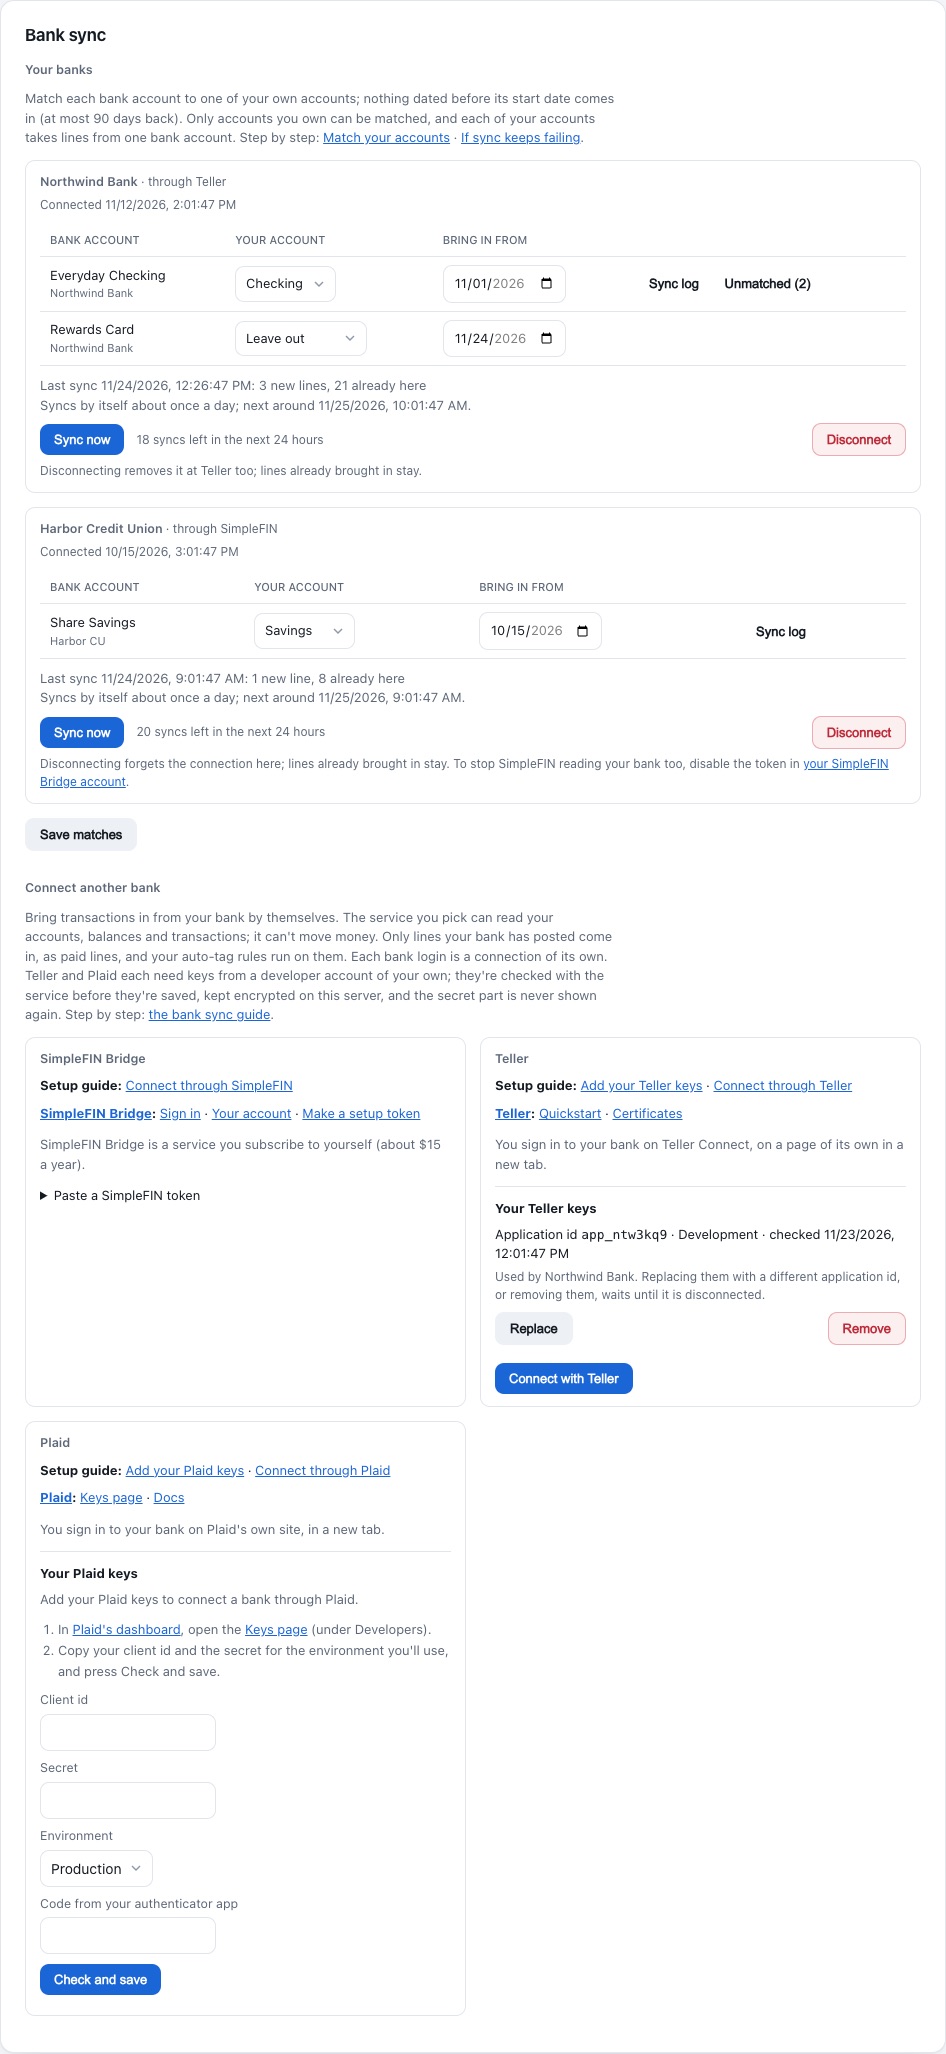 Bank sync
Your banks
Match each bank account to one of your own accounts; nothing dated before its start date comes
in (at most 90 days back). Only accounts you own can be matched, and each of your accounts
takes lines from one bank account. Step by step: Match your accounts · If sync keeps failing.
Northwind Bank · through Teller
Connected 11/12/2026, 2:01:47 PM
BANK ACCOUNT YOUR ACCOUNT BRING IN FROM
Everyday Checking
Northwind Bank
Checking 11/01/2026 Sync log Unmatched (2)
Rewards Card
Northwind Bank
Leave out 11/24/2026
Last sync 11/24/2026, 12:26:47 PM: 3 new lines, 21 already here
Syncs by itself about once a day; next around 11/25/2026, 10:01:47 AM.
Sync now 18 syncs left in the next 24 hours Disconnect
Disconnecting removes it at Teller too; lines already brought in stay.
Harbor Credit Union · through SimpleFIN
Connected 10/15/2026, 3:01:47 PM
BANK ACCOUNT YOUR ACCOUNT BRING IN FROM
Share Savings
Harbor CU
Savings 10/15/2026 Sync log
Last sync 11/24/2026, 9:01:47 AM: 1 new line, 8 already here
Syncs by itself about once a day; next around 11/25/2026, 9:01:47 AM.
Sync now 20 syncs left in the next 24 hours Disconnect
Disconnecting forgets the connection here; lines already brought in stay. To stop SimpleFIN reading your bank too, disable the token in your SimpleFIN
Bridge account.
Save matches
Connect another bank
Bring transactions in from your bank by themselves. The service you pick can read your
accounts, balances and transactions; it can't move money. Only lines your bank has posted come
in, as paid lines, and your auto-tag rules run on them. Each bank login is a connection of its own.
Teller and Plaid each need keys from a developer account of your own; they're checked with the
service before they're saved, kept encrypted on this server, and the secret part is never shown
again. Step by step: the bank sync guide.
SimpleFIN Bridge
Setup guide: Connect through SimpleFIN
SimpleFIN Bridge: Sign in · Your account · Make a setup token
SimpleFIN Bridge is a service you subscribe to yourself (about $15
a year).
Paste a SimpleFIN token
Teller
Setup guide: Add your Teller keys · Connect through Teller
Teller: Quickstart · Certificates
You sign in to your bank on Teller Connect, on a page of its own in a
new tab.
Your Teller keys
Application id app_ntw3kq9 · Development · checked 11/23/2026,
12:01:47 PM
Used by Northwind Bank. Replacing them with a different application id,
or removing them, waits until it is disconnected.
Replace Remove
Connect with Teller
Plaid
Setup guide: Add your Plaid keys · Connect through Plaid
Plaid: Keys page · Docs
You sign in to your bank on Plaid's own site, in a new tab.
Your Plaid keys
Add your Plaid keys to connect a bank through Plaid.
1. In Plaid's dashboard, open the Keys page (under Developers).
2. Copy your client id and the secret for the environment you'll use,
and press Check and save.
Client id
Secret
Environment
Production
Code from your authenticator app
Check and save